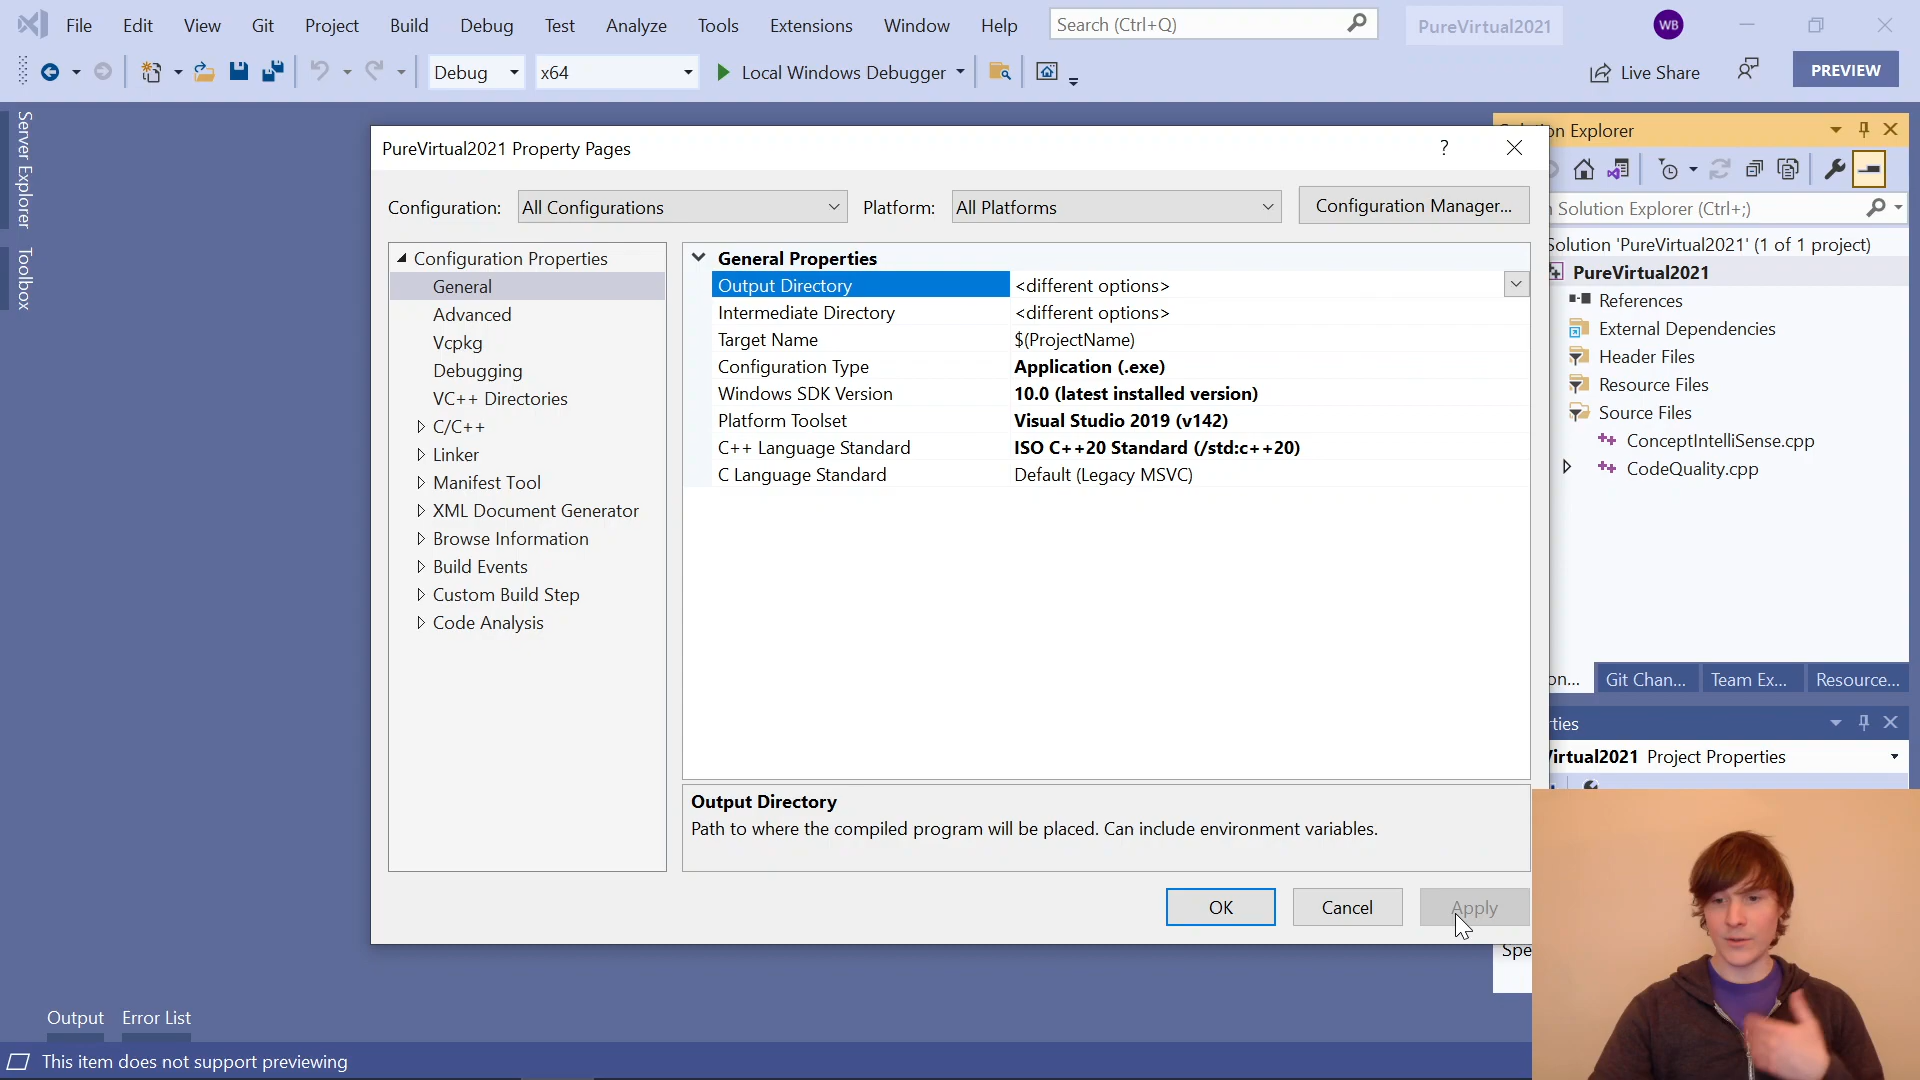 File Edit View Git Project Build Debug Test Analyze Tools Extensions Window Help Search (Ctrl+Q) PureVirtual2021 WB
Debug x64 Local Windows Debugger Live Share PREVIEW
Server Explorer
Toolbox
PureVirtual2021 Property Pages ?
Configuration: All Configurations Platform: All Platforms Configuration Manager...
Configuration Properties
General
Advanced
Vcpkg
Debugging
VC++ Directories
C/C++
Linker
Manifest Tool
XML Document Generator
Browse Information
Build Events
Custom Build Step
Code Analysis
General Properties
Output Directory <different options>
Intermediate Directory <different options>
Target Name $(ProjectName)
Configuration Type Application (.exe)
Windows SDK Version 10.0 (latest installed version)
Platform Toolset Visual Studio 2019 (v142)
C++ Language Standard ISO C++20 Standard (/std:c++20)
C Language Standard Default (Legacy MSVC)
Output Directory
Path to where the compiled program will be placed. Can include environment variables.
OK Cancel Apply
on Explorer
Solution Explorer (Ctrl+;)
Solution 'PureVirtual2021' (1 of 1 project)
PureVirtual2021
References
External Dependencies
Header Files
Resource Files
Source Files
ConceptIntelliSense.cpp
CodeQuality.cpp
on... Git Chan... Team Ex... Resource...
ties
Virtual2021 Project Properties
Spe
Output Error List
This item does not support previewing